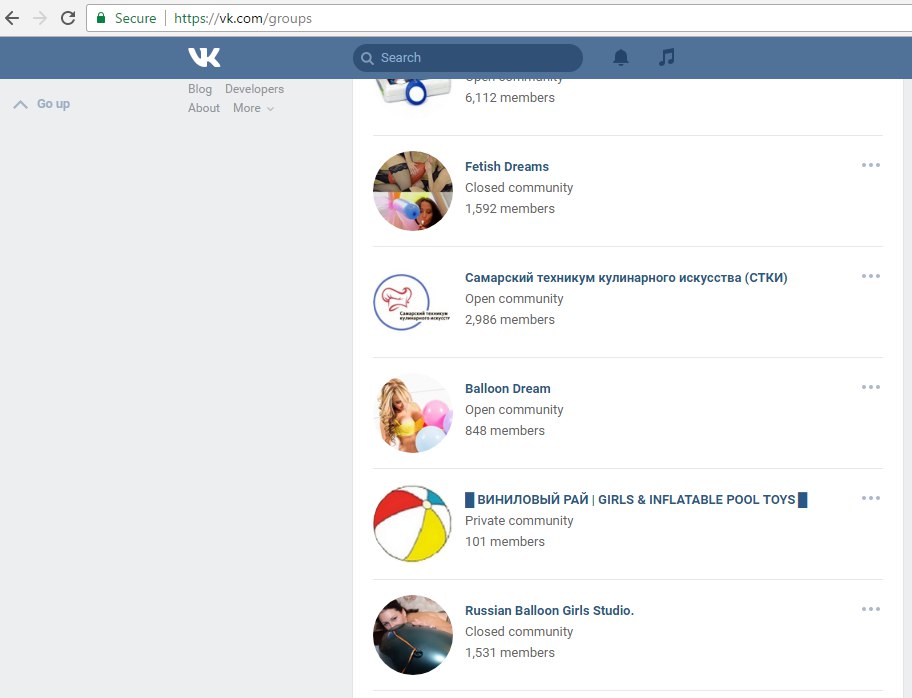 Secure
https://vk.com/groups
Search
Go up
Blog Developers
About More
Open community
6,112 members
Fetish Dreams
Closed community
1,592 members
Самарский техникум
кулинарного искусств
Самарский техникум кулинарного искусства (СТКИ)
Open community
2,986 members
Balloon Dream
Open community
848 members
█ ВИНИЛОВЫЙ РАЙ | GIRLS & INFLATABLE POOL TOYS █
Private community
101 members
Russian Balloon Girls Studio.
Closed community
1,531 members